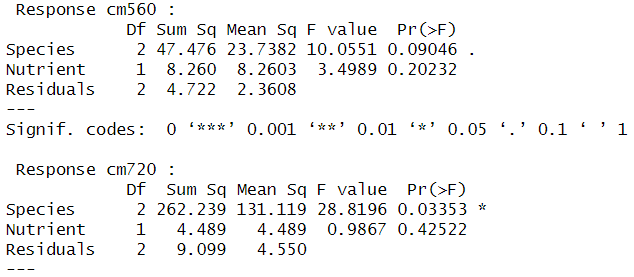 Response cm560 :
Df Sum Sq Mean Sq F value Pr(>F)
Species 2 47.476 23.7382 10.0551 0.09046 .
Nutrient 1 8.260 8.2603 3.4989 0.20232
Residuals 2 4.722 2.3608
---
Signif. codes: 0 ‘***’ 0.001 ‘**’ 0.01 ‘*’ 0.05 ‘.’ 0.1 ‘ ’ 1
Response cm720 :
Df Sum Sq Mean Sq F value Pr(>F)
Species 2 262.239 131.119 28.8196 0.03353 *
Nutrient 1 4.489 4.489 0.9867 0.42522
Residuals 2 9.099 4.550
---